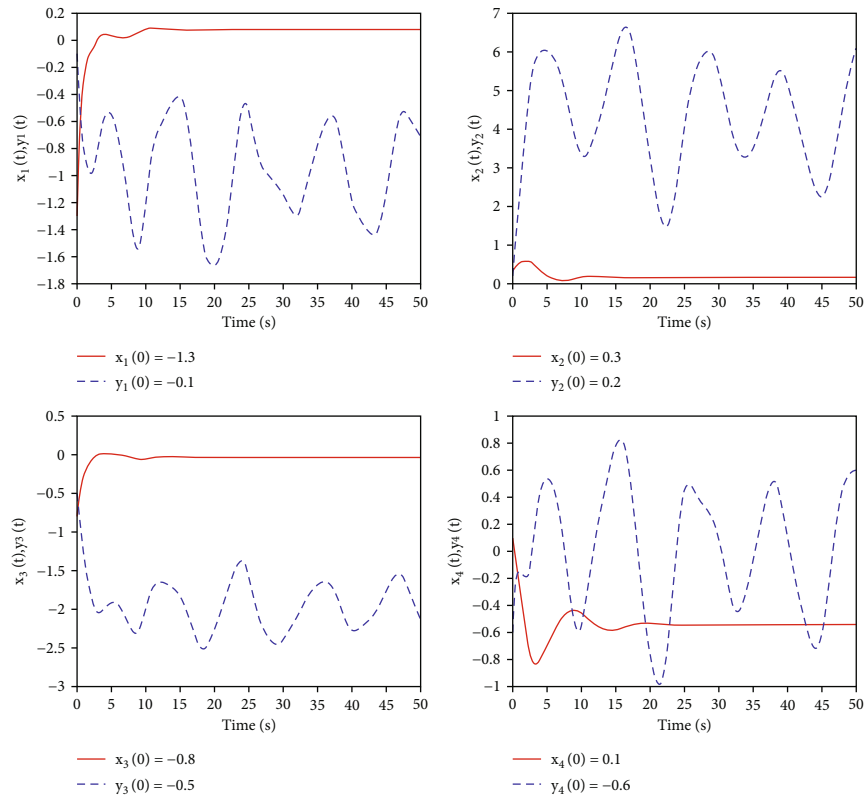 x1 (t),y1 (t)
0.2
0
−0.2
−0.4
−0.6
−0.8
−1
−1.2
−1.4
−1.6
−1.8
0 5 10 15 20 25 30 35 40 45 50
Time (s)
x1 (0) = −1.3
y1 (0) = −0.1
x2 (t),y2 (t)
7
6
5
4
3
2
1
0
0 5 10 15 20 25 30 35 40 45 50
Time (s)
x2 (0) = 0.3
y2 (0) = 0.2
x3 (t),y3 (t)
0.5
0
−0.5
−1
−1.5
−2
−2.5
−3
0 5 10 15 20 25 30 35 40 45 50
Time (s)
x3 (0) = −0.8
y3 (0) = −0.5
x4 (t),y4 (t)
1
0.8
0.6
0.4
0.2
0
−0.2
−0.4
−0.6
−0.8
−1
0 5 10 15 20 25 30 35 40 45 50
Time (s)
x4 (0) = 0.1
y4 (0) = −0.6